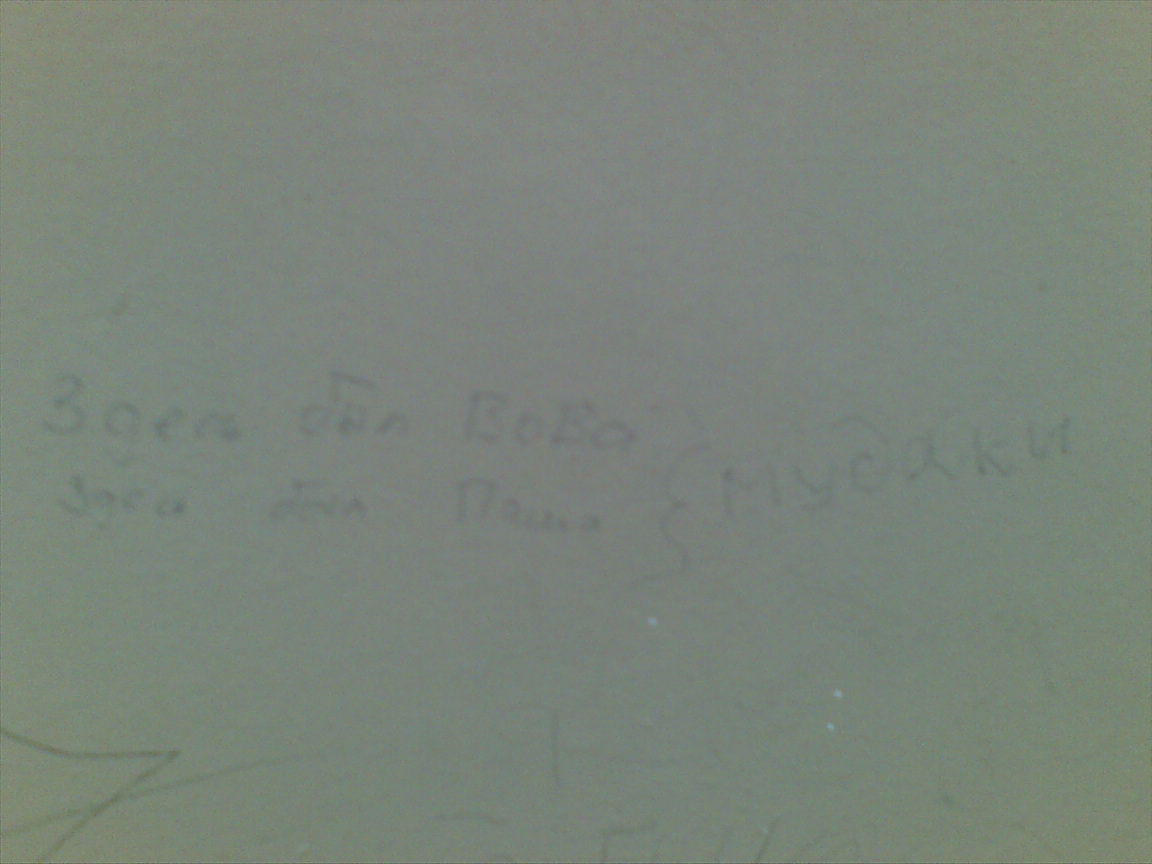 Здесь был Вова
Здесь был Паша
} мудаки